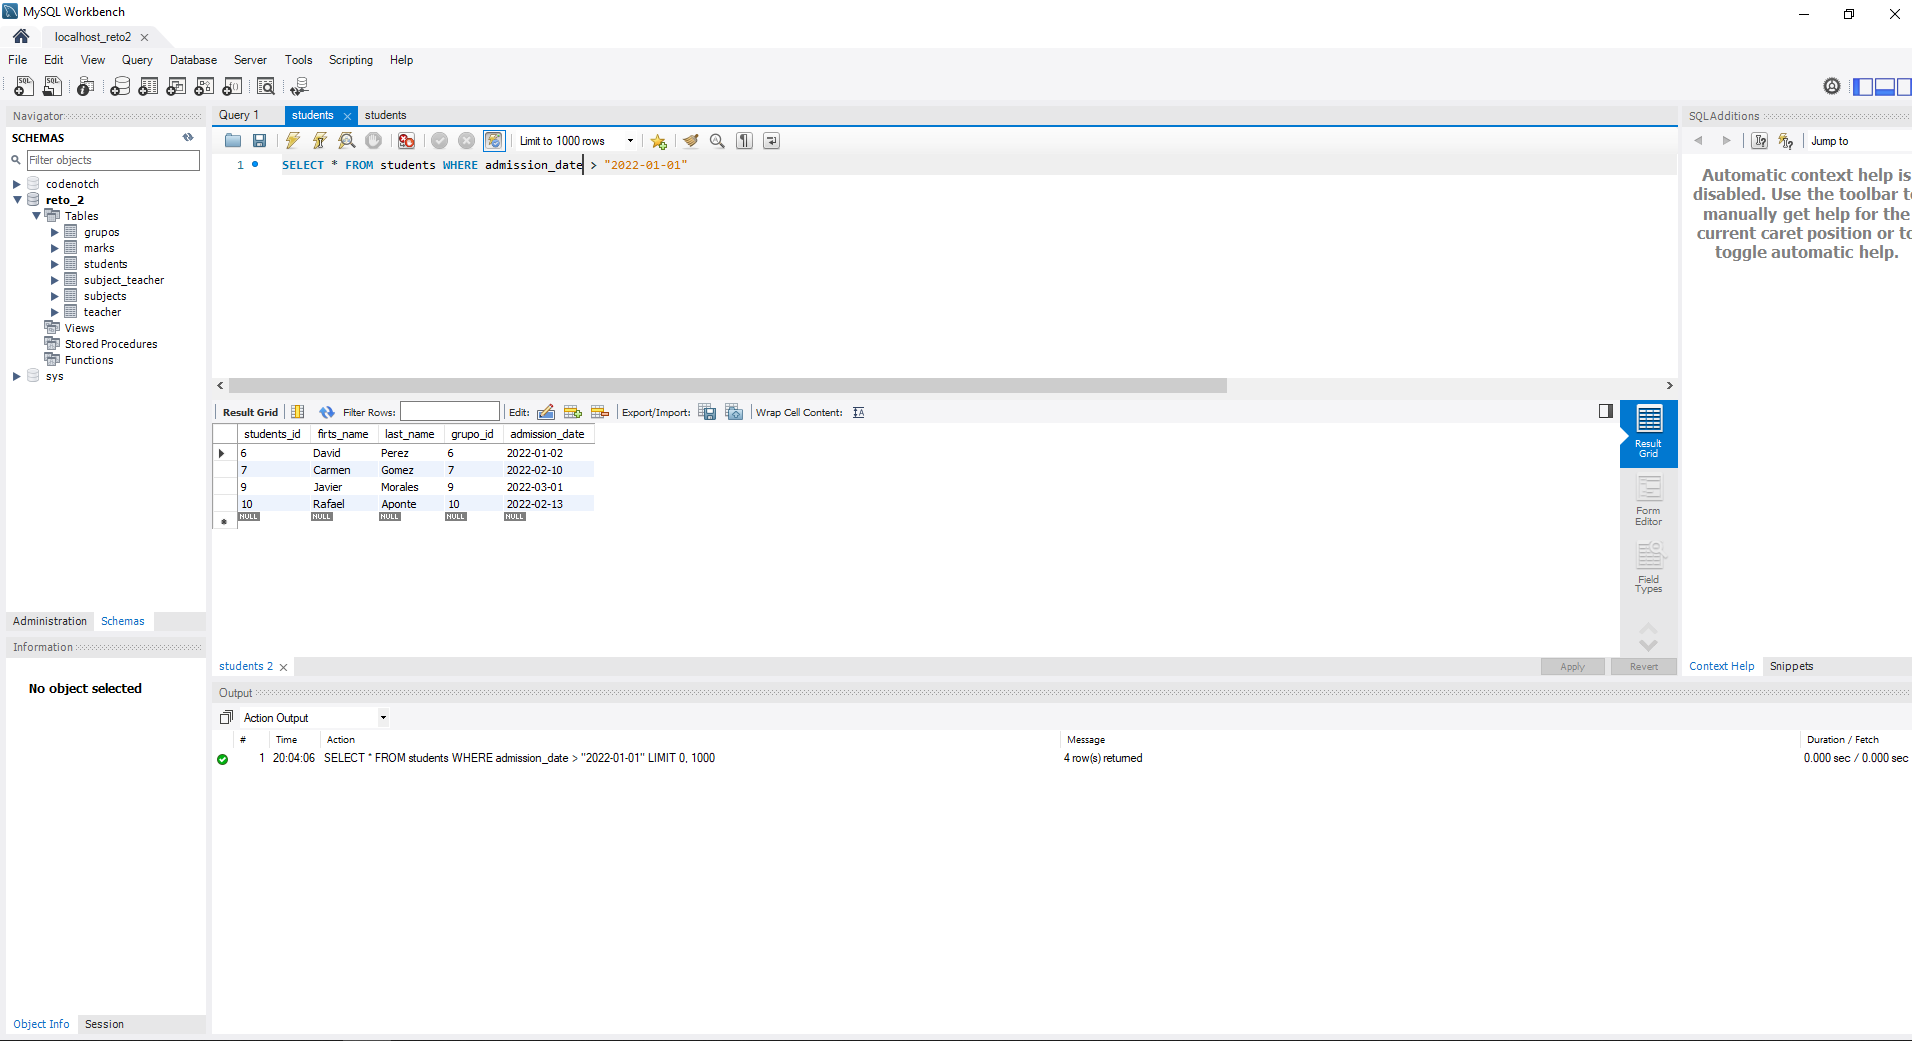 MySQL Workbench
localhost_reto2
File Edit View Query Database Server Tools Scripting Help
Navigator
SCHEMAS
Filter objects
codenotch
reto_2
Tables
grupos
marks
students
subject_teacher
subjects
teacher
Views
Stored Procedures
Functions
sys
Administration Schemas
Information
No object selected
Object Info Session
Query 1 students students
Limit to 1000 rows
1 SELECT * FROM students WHERE admission_date > "2022-01-01"
Result Grid Filter Rows: Edit: Export/Import: Wrap Cell Content:
students_id firts_name last_name grupo_id admission_date
6 David Perez 6 2022-01-02
7 Carmen Gomez 7 2022-02-10
9 Javier Morales 9 2022-03-01
10 Rafael Aponte 10 2022-02-13
NULL NULL NULL NULL NULL
Result
Grid
Form
Editor
Field
Types
students 2
Apply Revert
Output
Action Output
# Time Action Message Duration / Fetch
1 20:04:06 SELECT * FROM students WHERE admission_date > "2022-01-01" LIMIT 0, 1000 4 row(s) returned 0.000 sec / 0.000 sec
SQLAdditions
Jump to
Automatic context help is
disabled. Use the toolbar to
manually get help for the
current caret position or to
toggle automatic help.
Context Help Snippets